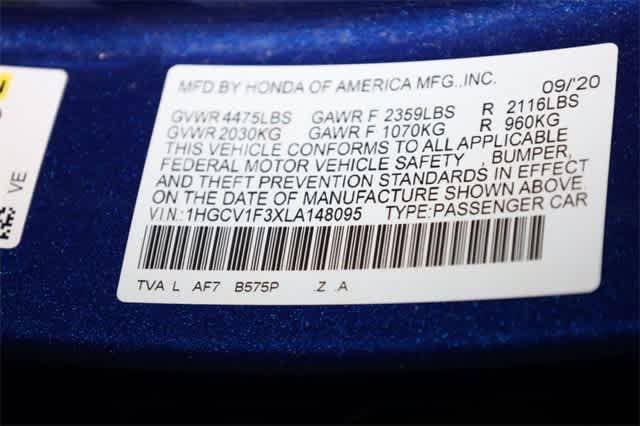 MFD BY HONDA OF AMERICA MFG.,INC. 09/'20
GVWR 4475LBS GAWR F 2359LBS R 2116LBS
GVWR 2030KG GAWR F 1070KG R 960KG
THIS VEHICLE CONFORMS TO ALL APPLICABLE
FEDERAL MOTOR VEHICLE SAFETY , BUMPER,
AND THEFT PREVENTION STANDARDS IN EFFECT
ON THE DATE OF MANUFACTURE SHOWN ABOVE.
VIN:1HGCV1F3XLA148095 TYPE:PASSENGER CAR
TVA L AF7 B575P .Z .A
VE